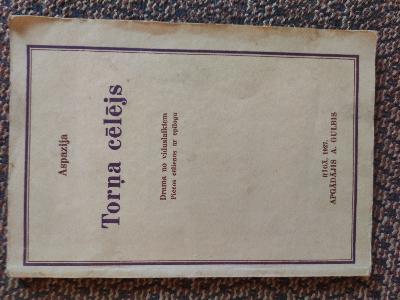 Aspazija
Torņa cēlējs
Drama no viduslaikiem
Piecos cēlienos ar epilogu
RĪGĀ, 1927.
APGĀDĀJIS A. GULBIS